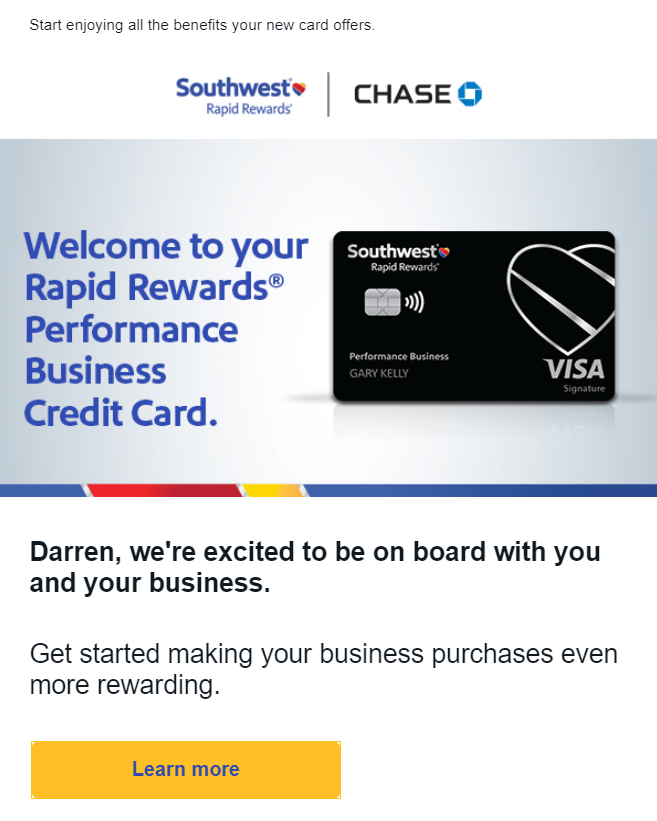 Start enjoying all the benefits your new card offers.
Southwest
Rapid Rewards®
CHASE
Welcome to your
Rapid Rewards®
Performance
Business
Credit Card.
Southwest®
Rapid Rewards®
Performance Business
GARY KELLY
VISA
Signature
Darren, we're excited to be on board with you
and your business.
Get started making your business purchases even
more rewarding.
Learn more